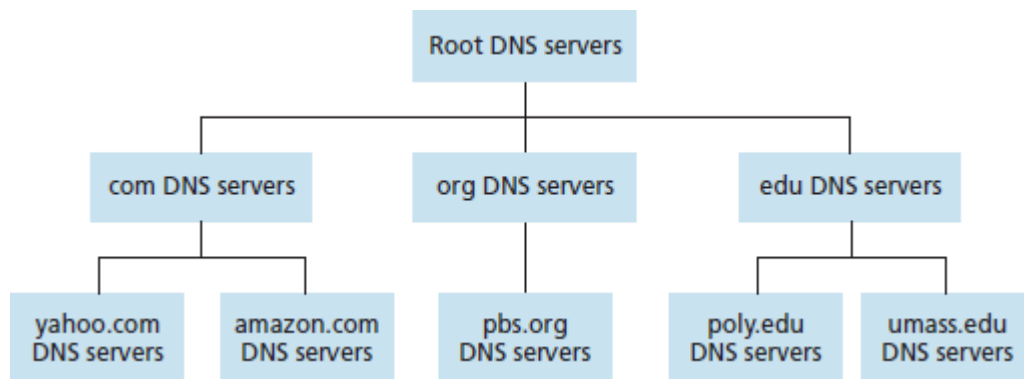 Root DNS servers
com DNS servers
org DNS servers
edu DNS servers
yahoo.com
DNS servers
amazon.com
DNS servers
pbs.org
DNS servers
poly.edu
DNS servers
umass.edu
DNS servers